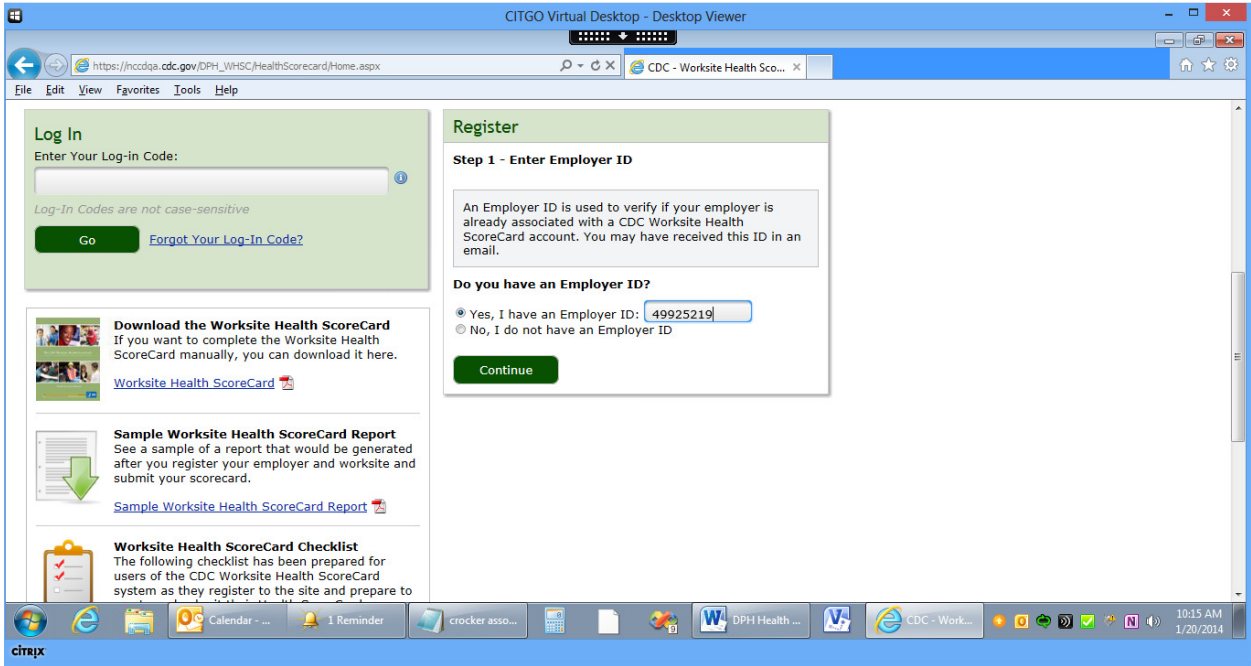 CITGO Virtual Desktop - Desktop Viewer
https://nccdqa.cdc.gov/DPH_WHSC/HealthScorecard/Home.aspx
CDC - Worksite Health Sco...
File Edit View Favorites Tools Help
Log In
Enter Your Log-in Code:
Log-In Codes are not case-sensitive
Go
Forgot Your Log-In Code?
Download the Worksite Health ScoreCard
If you want to complete the Worksite Health
ScoreCard manually, you can download it here.
Worksite Health ScoreCard
Sample Worksite Health ScoreCard Report
See a sample of a report that would be generated
after you register your employer and worksite and
submit your scorecard.
Sample Worksite Health ScoreCard Report
Worksite Health ScoreCard Checklist
The following checklist has been prepared for
users of the CDC Worksite Health ScoreCard
system as they register to the site and prepare to
Register
Step 1 - Enter Employer ID
An Employer ID is used to verify if your employer is
already associated with a CDC Worksite Health
ScoreCard account. You may have received this ID in an
email.
Do you have an Employer ID?
Yes, I have an Employer ID: 49925219
No, I do not have an Employer ID
Continue
Calendar - ...
1 Reminder
crocker asso...
DPH Health ...
CDC - Work...
10:15 AM
1/20/2014
CITRIX